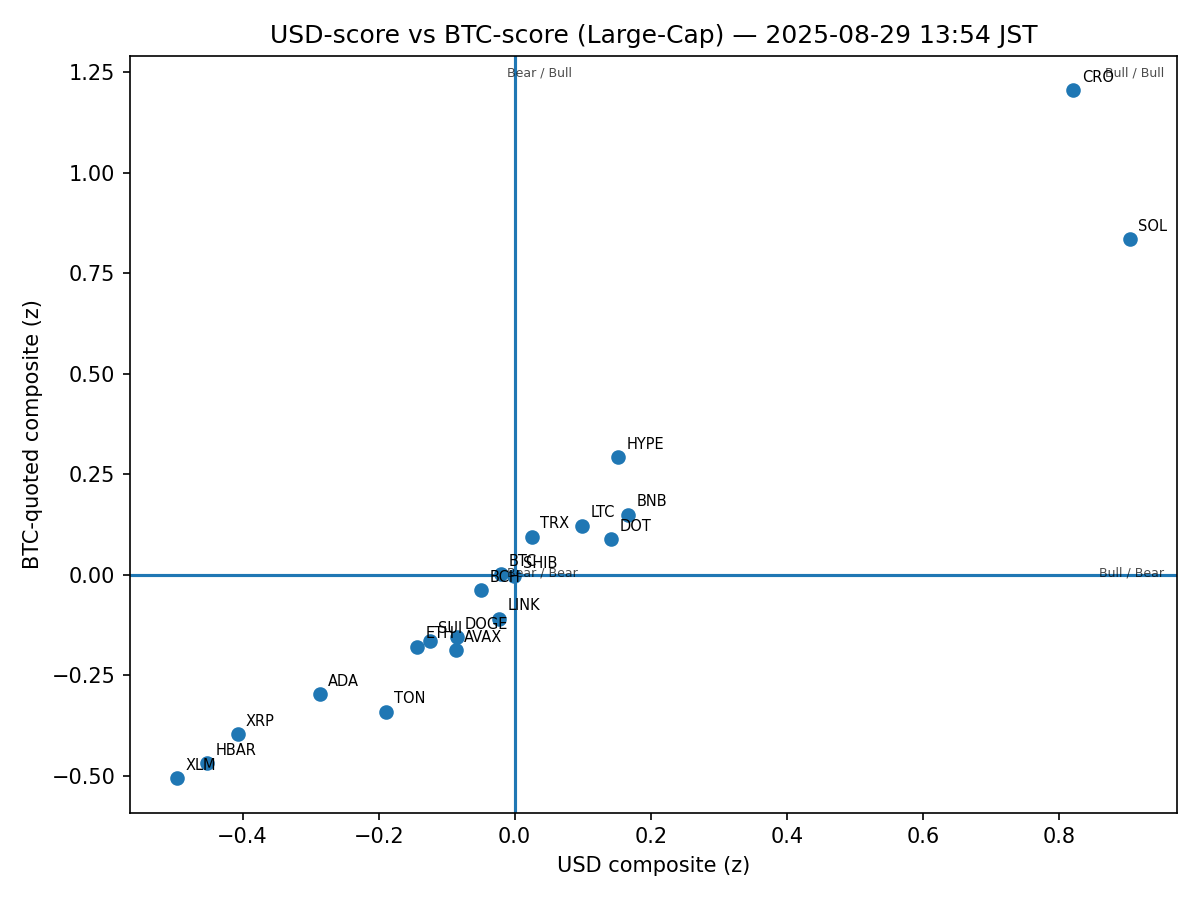 USD-score vs BTC-score (Large-Cap) — 2025-08-29 13:54 JST
Bear / Bull
Bull / Bull
CRO
SOL
HYPE
BNB
LTC
DOT
TRX
BTC
SHIB
BCH
Bear / Bear
Bull / Bear
LINK
DOGE
SUI
ETH
AVAX
ADA
TON
XRP
HBAR
XLM
1.25
1.00
0.75
0.50
0.25
0.00
−0.25
−0.50
BTC-quoted composite (z)
−0.4
−0.2
0.0
0.2
0.4
0.6
0.8
USD composite (z)